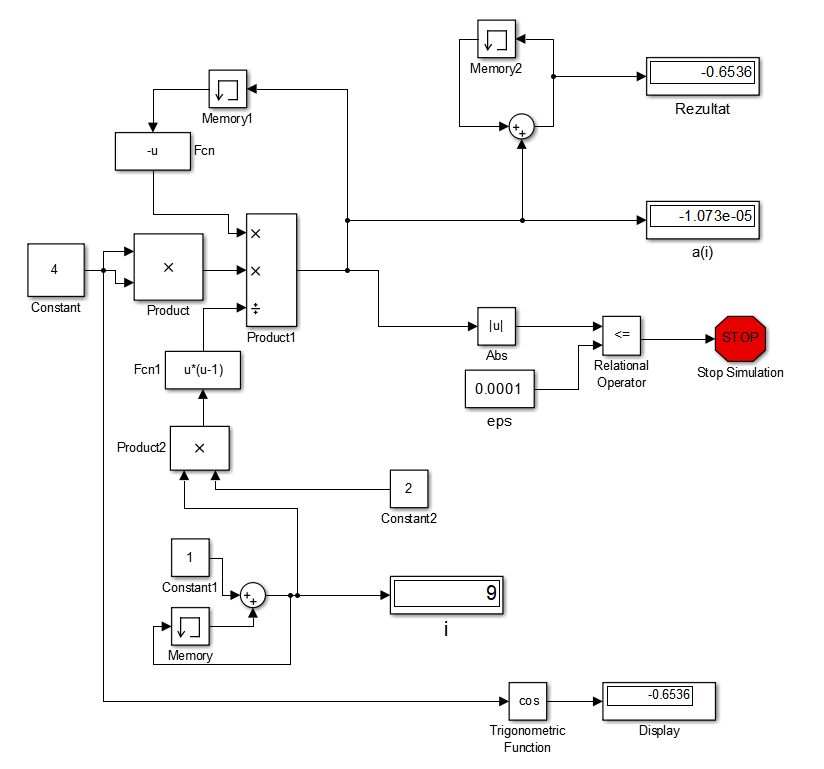 Memory2
-0.6536
Rezultat
Memory1
-u
Fcn
-1.073e-05
a(i)
4
Constant
×
Product
×
×
÷
Product1
|u|
Abs
<=
Relational
Operator
STOP
Stop Simulation
0.0001
eps
Fcn1
u*(u-1)
Product2
×
2
Constant2
1
Constant1
++
9
i
Memory
cos
Trigonometric
Function
-0.6536
Display
++